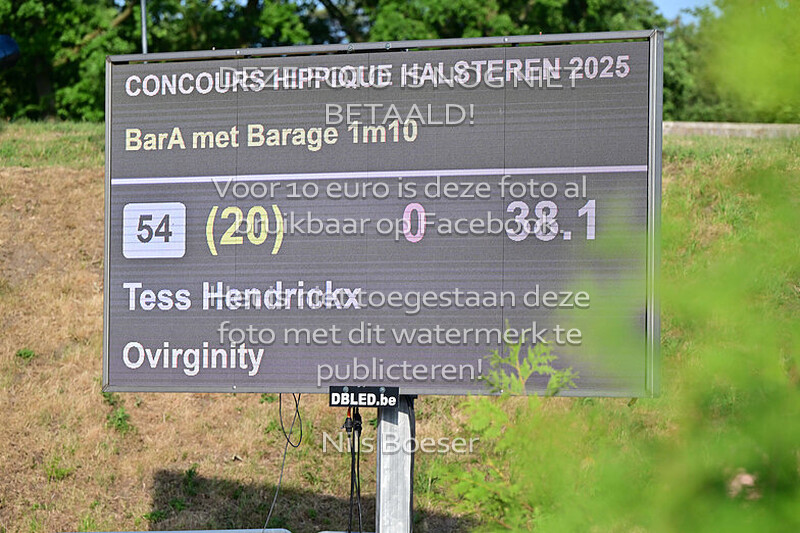 CONCOURS HIPPIQUE HALSTEREN 2025
DEZE FOTO IS NOG NIET
BETAALD!
BarA met Barage 1m10
Voor 10 euro is deze foto al
bruikbaar op Facebook
54 (20) 0 38.1
Tess Hendrickx
Het is niet toegestaan deze
foto met dit watermerk te
publiceren!
Ovirginity
DBLED.be
Nils Boeser